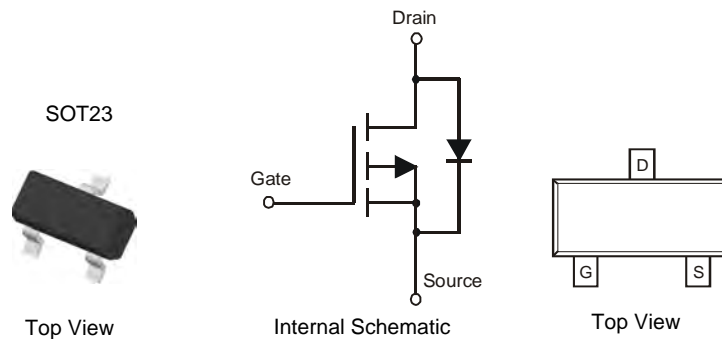 SOT23
Top View
Drain
Gate
Source
Internal Schematic
D
G S
Top View